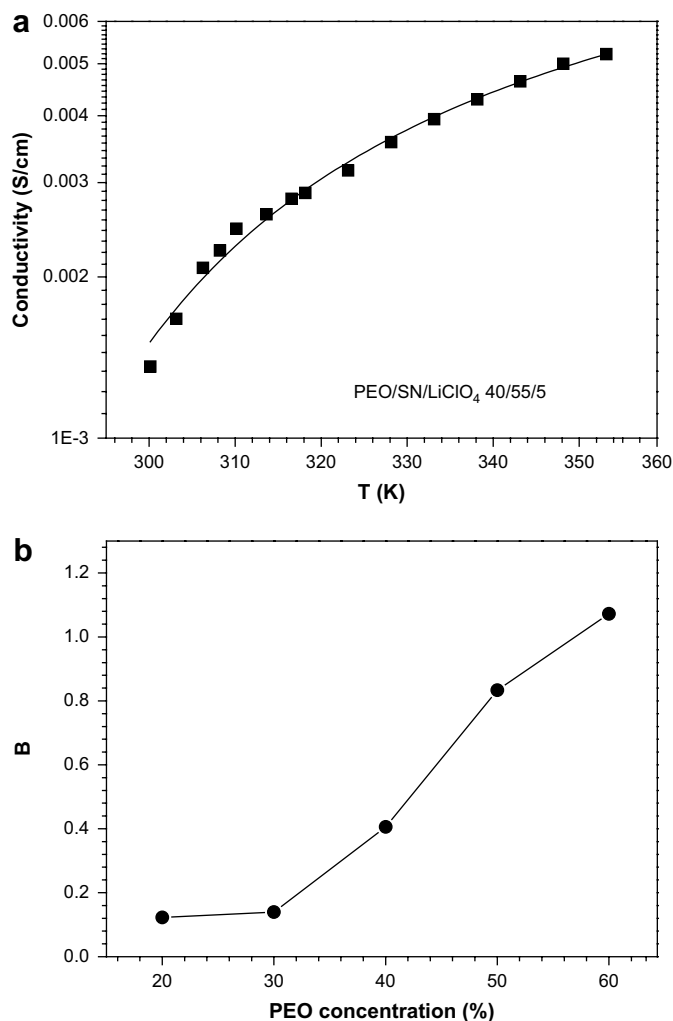 a
0.006
0.005
0.004
0.003
0.002
1E-3
Conductivity (S/cm)
PEO/SN/LiClO₄ 40/55/5
300 310 320 330 340 350 360
T (K)
b
1.2
1.0
0.8
0.6
0.4
0.2
0.0
B
20 30 40 50 60
PEO concentration (%)